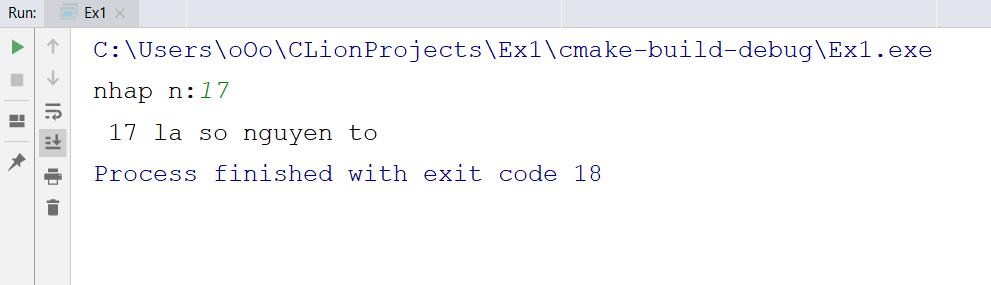 Run: Ex1
C:\Users\oOo\CLionProjects\Ex1\cmake-build-debug\Ex1.exe
nhap n:17
17 la so nguyen to
Process finished with exit code 18